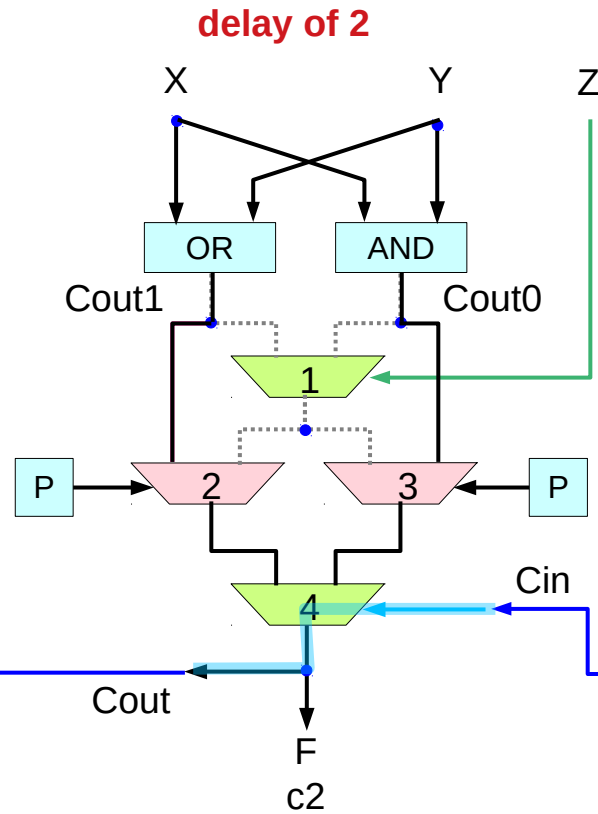 delay of 2
X Y Z
OR AND
Cout1 Cout0
1
P 2 3 P
Cin
4
Cout
F
c2